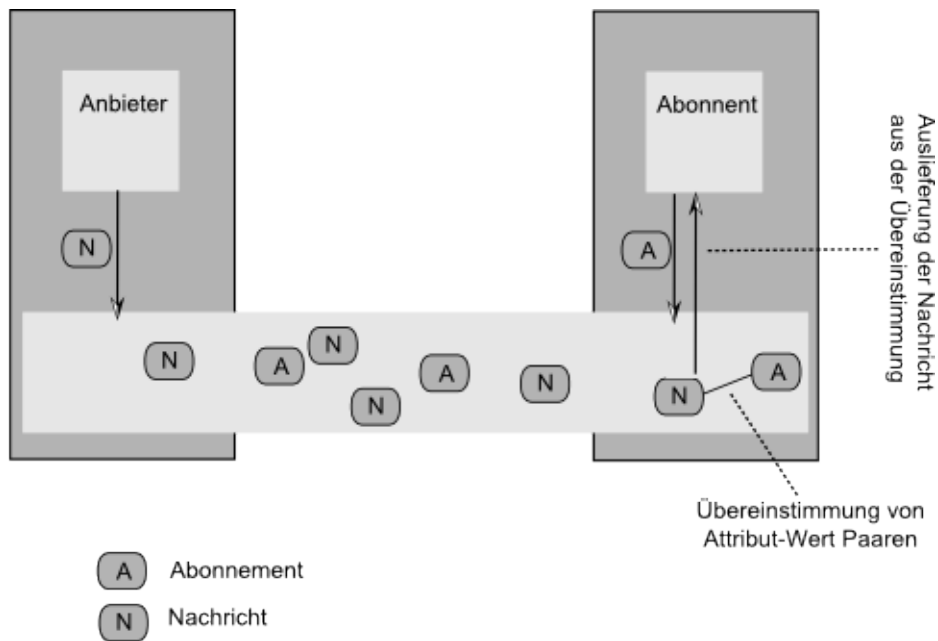 Anbieter
Abonnent
N
A
Auslieferung der Nachricht
aus der Übereinstimmung
N
A
N
N
A
N
N
A
Übereinstimmung von
Attribut-Wert Paaren
A Abonnement
N Nachricht